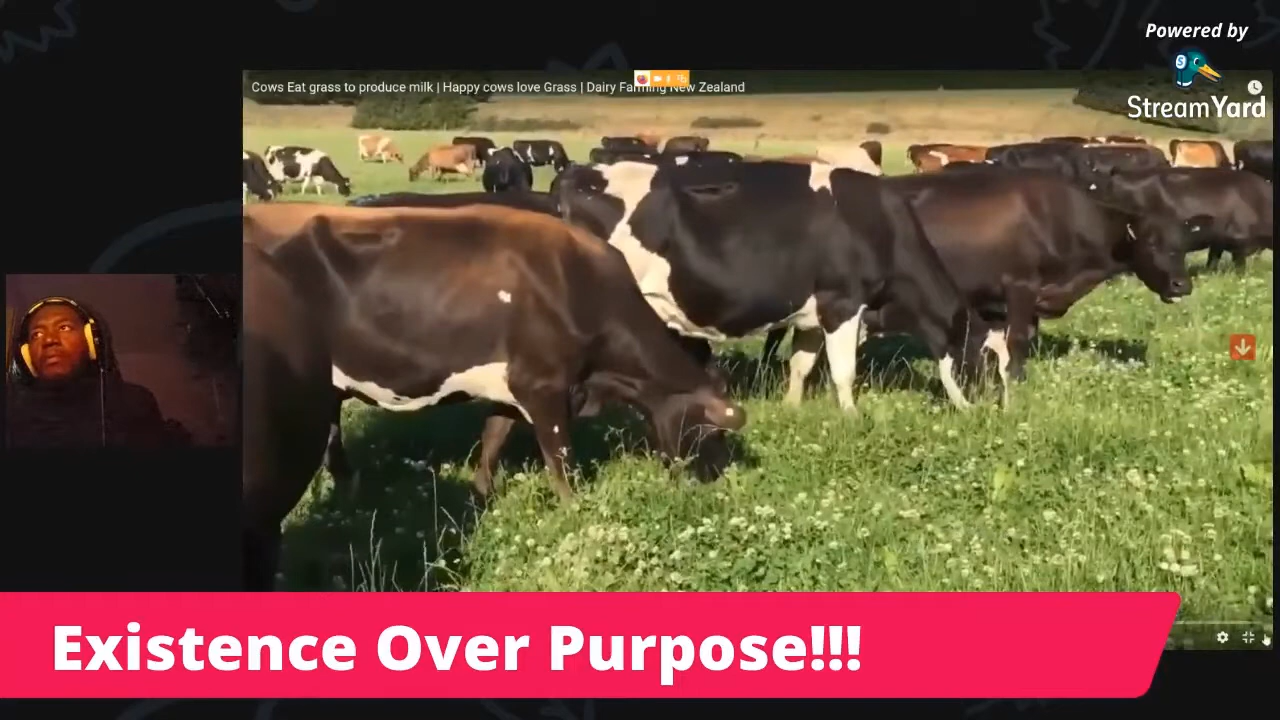 Powered by
StreamYard
Cows Eat grass to produce milk | Happy cows love Grass | Dairy Farming New Zealand
Existence Over Purpose!!!